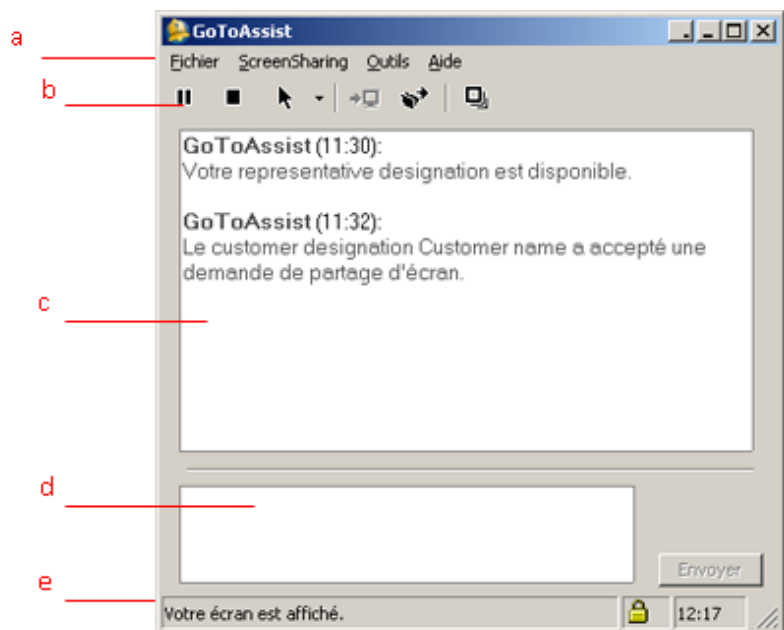 a
GoToAssist
Fichier ScreenSharing Outils Aide
b
GoToAssist (11:30):
Votre representative designation est disponible.
GoToAssist (11:32):
Le customer designation Customer name a accepté une
demande de partage d'écran.
c
d
Envoyer
e
Votre écran est affiché.
12:17